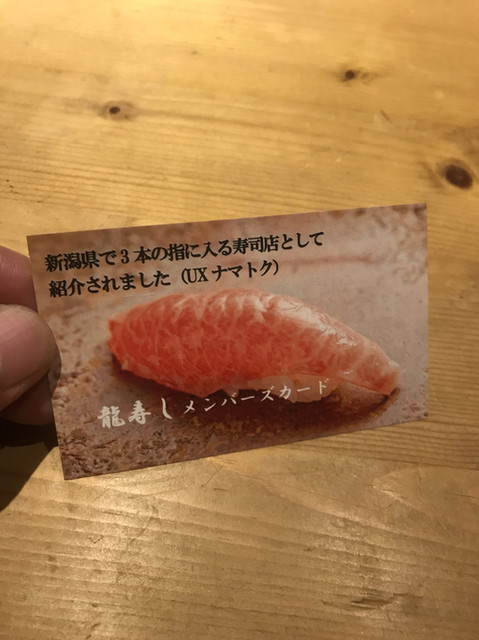 新潟県で3本の指に入る寿司店として
紹介されました（UXナマトク）
龍寿しメンバーズカード